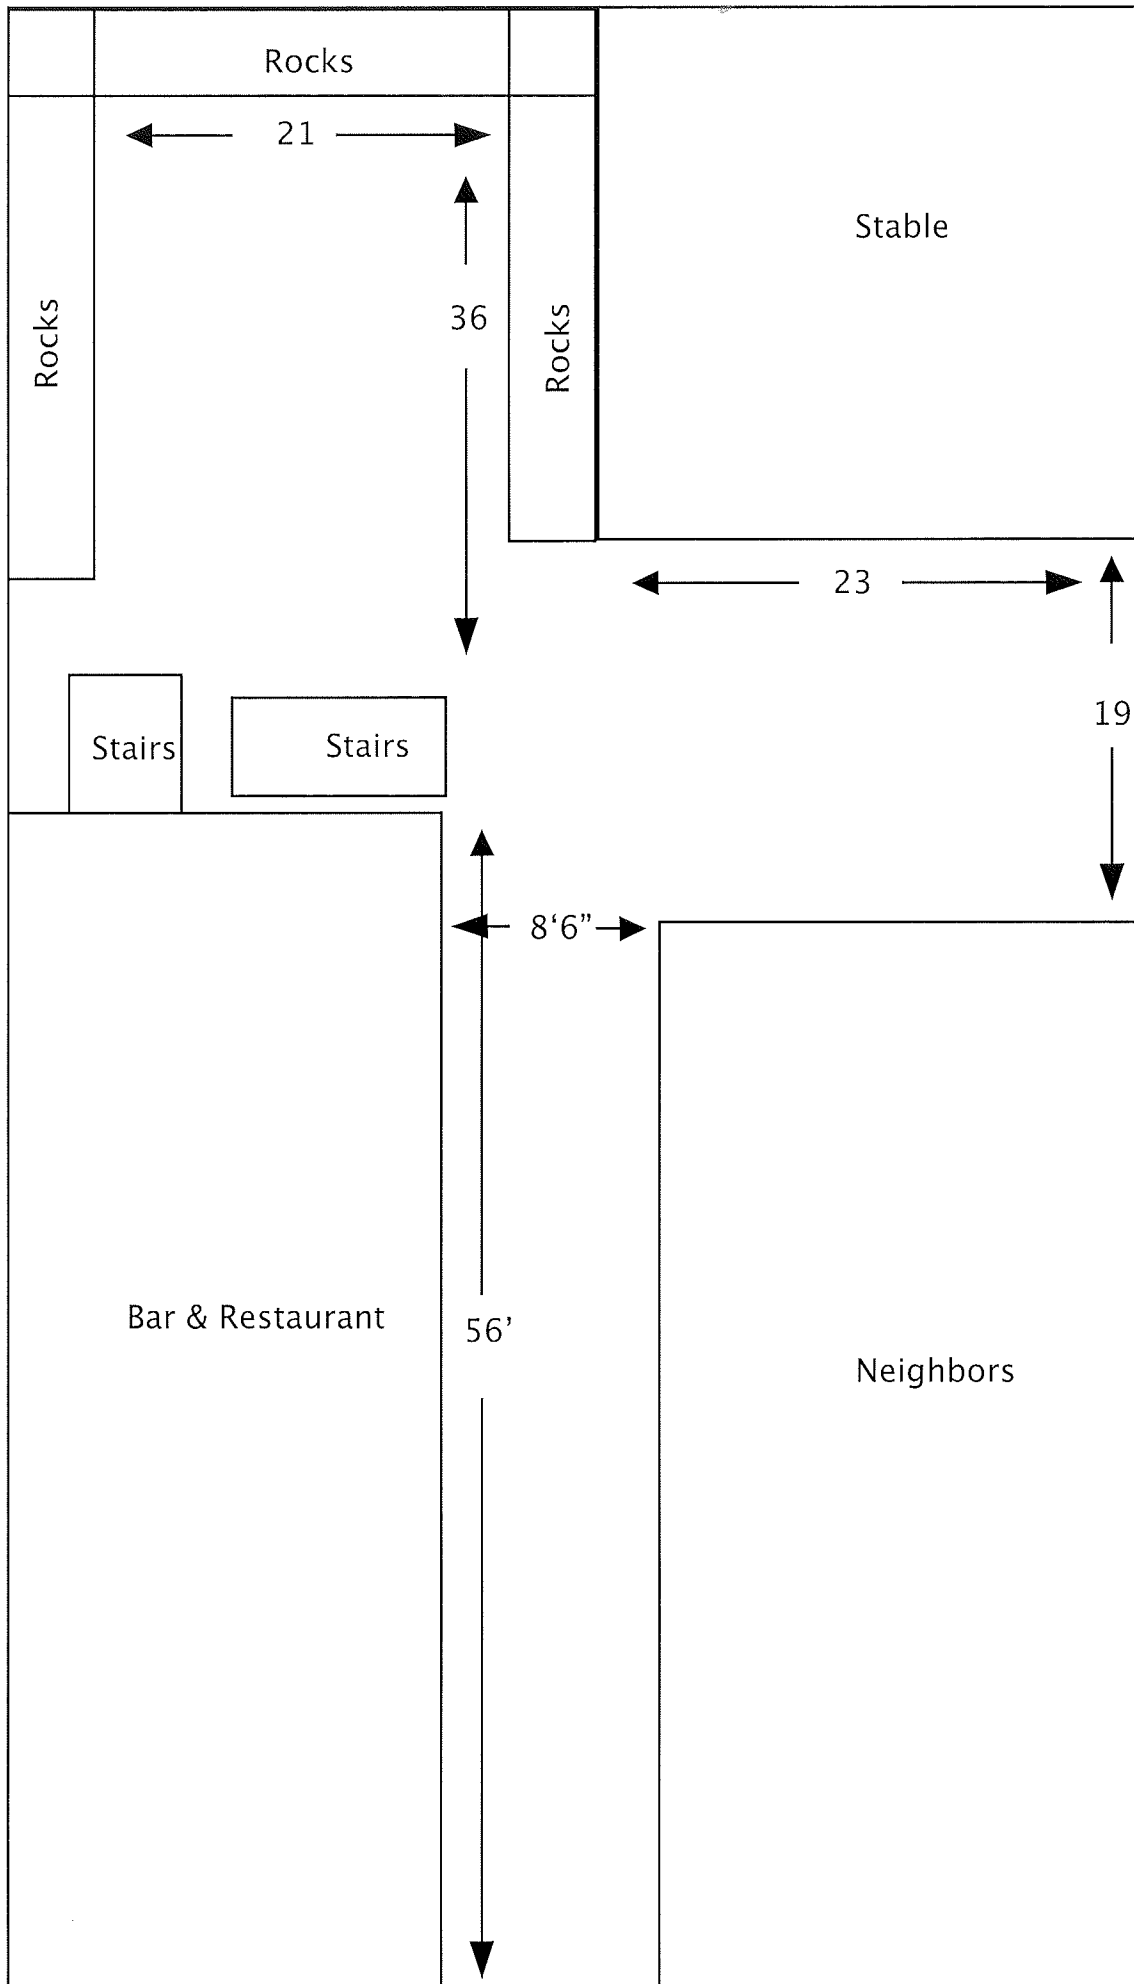 Rocks
21
Stable
36
Rocks
Rocks
23
19
Stairs
Stairs
8‘6”
Bar & Restaurant
56’
Neighbors